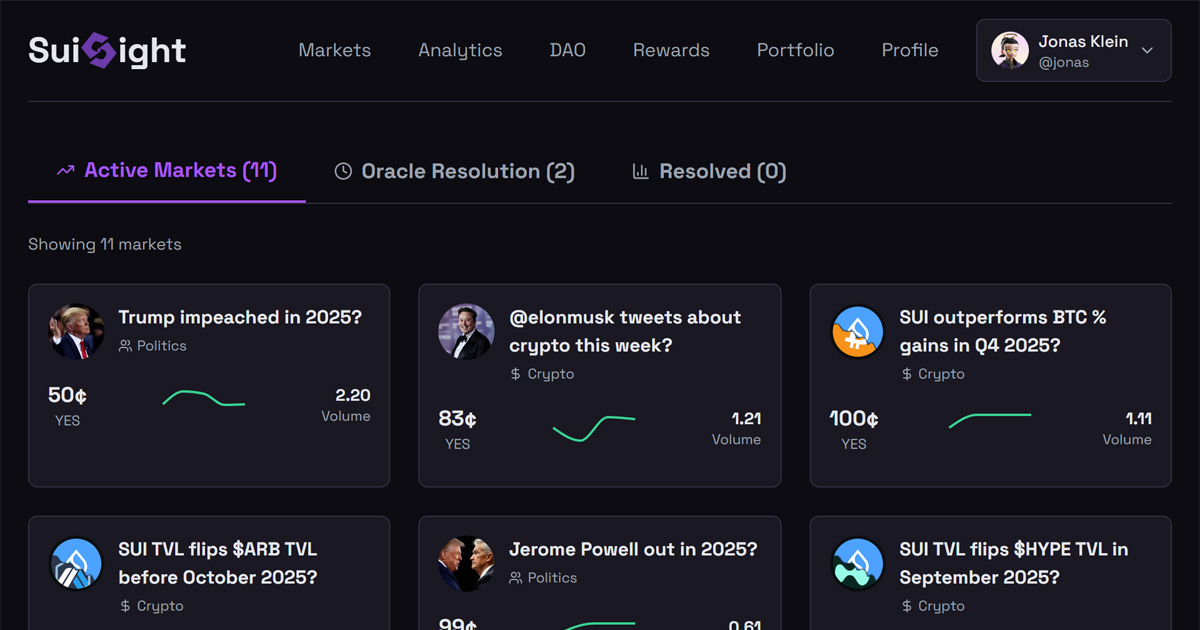 SuiSight
Markets
Analytics
DAO
Rewards
Portfolio
Profile
Jonas Klein
@jonas
Active Markets (11)
Oracle Resolution (2)
Resolved (0)
Showing 11 markets
Trump impeached in 2025?
Politics
50¢
YES
2.20
Volume
@elonmusk tweets about
crypto this week?
$ Crypto
83¢
YES
1.21
Volume
SUI outperforms BTC %
gains in Q4 2025?
$ Crypto
100¢
YES
1.11
Volume
SUI TVL flips $ARB TVL
before October 2025?
$ Crypto
Jerome Powell out in 2025?
Politics
99¢
0.61
SUI TVL flips $HYPE TVL in
September 2025?
$ Crypto